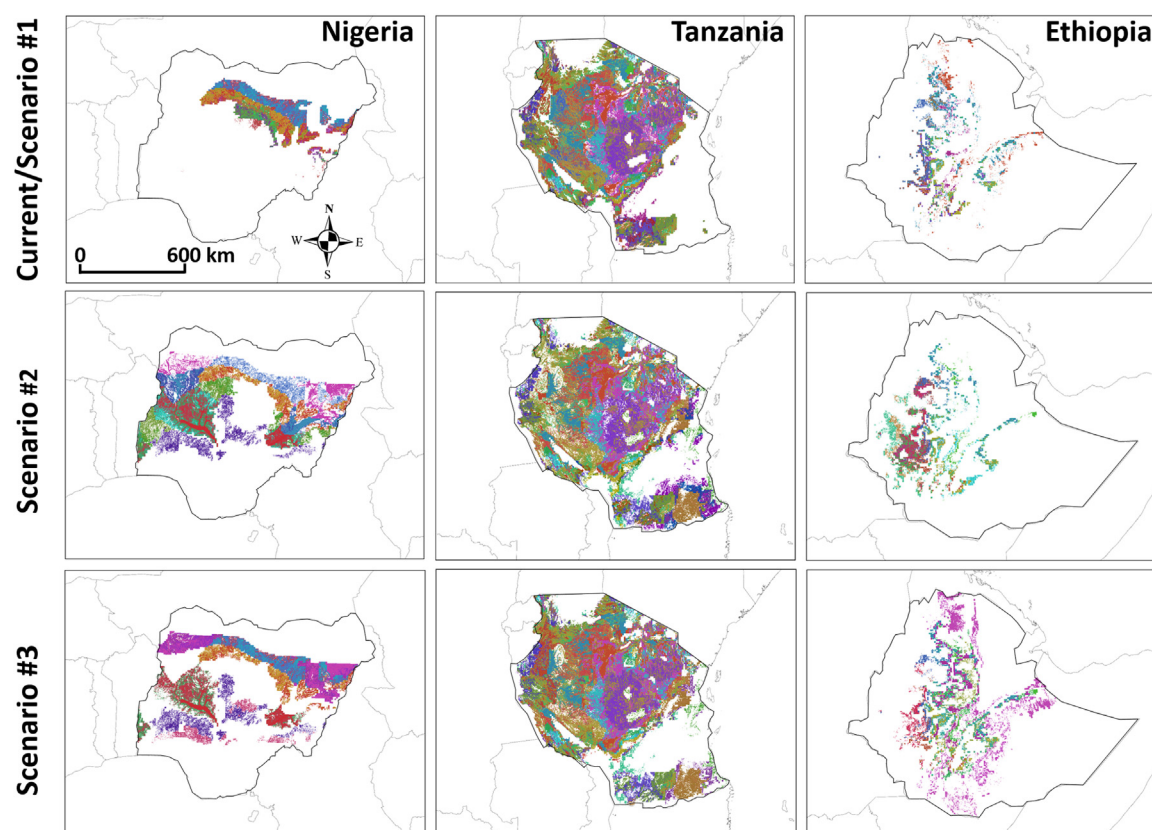 Nigeria
Tanzania
Ethiopia
Current/Scenario #1
N
W E
S
0 600 km
Scenario #2
Scenario #3